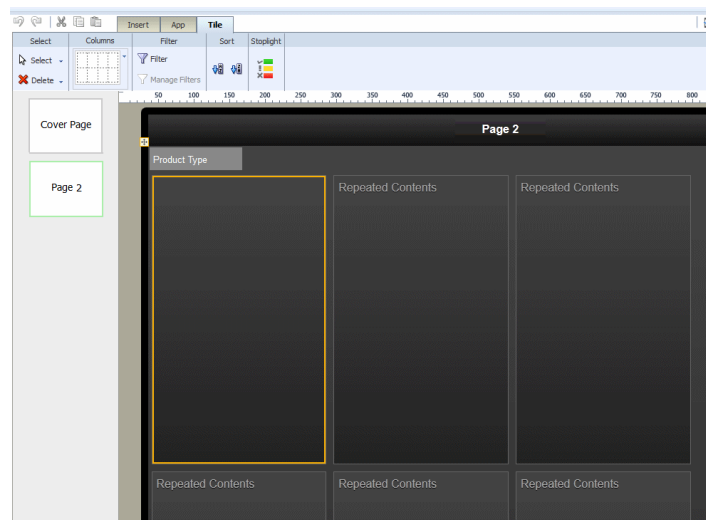 Insert App Tile
Select Columns Filter Sort Stoplight
Select Filter
Delete Manage Filters
50 100 150 200 250 300 350 400 450 500 550 600 650 700 750 800
Cover Page
Page 2
Page 2
Product Type
Repeated Contents Repeated Contents
Repeated Contents Repeated Contents Repeated Contents